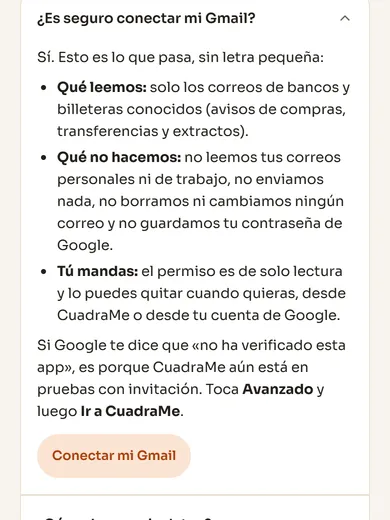 ¿Es seguro conectar mi Gmail?
Sí. Esto es lo que pasa, sin letra pequeña:
• Qué leemos: solo los correos de bancos y
billeteras conocidos (avisos de compras,
transferencias y extractos).
• Qué no hacemos: no leemos tus correos
personales ni de trabajo, no enviamos
nada, no borramos ni cambiamos ningún
correo y no guardamos tu contraseña de
Google.
• Tú mandas: el permiso es de solo lectura
y lo puedes quitar cuando quieras, desde
CuadraMe o desde tu cuenta de Google.
Si Google te dice que «no ha verificado esta
app», es porque CuadraMe aún está en
pruebas con invitación. Toca Avanzado y
luego Ir a CuadraMe.
Conectar mi Gmail